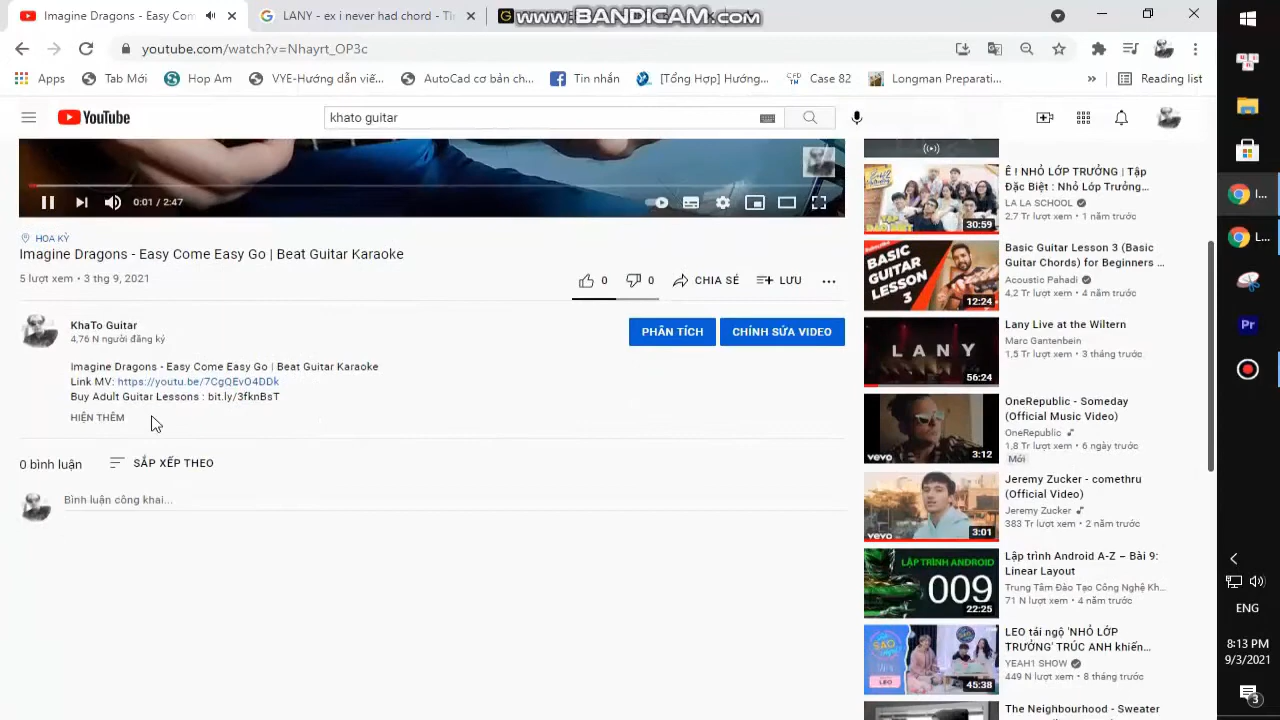 Imagine Dragons - Easy Com
LANY - ex i never had chord - Th
www.BANDICAM.com
youtube.com/watch?v=Nhayrt_OP3c
Apps
Tab Mới
Hop Am
VYE-Hướng dẫn viế...
AutoCad cơ bản ch...
Tin nhắn
[Tổng Hợp] Hướng...
Case 82
Longman Preparati...
»
Reading list
YouTube
khato guitar
0:01 / 2:47
HOA KỲ
Imagine Dragons - Easy Come Easy Go | Beat Guitar Karaoke
5 lượt xem • 3 thg 9, 2021
0
0
CHIA SẺ
LƯU
KhaTo Guitar
4,76 N người đăng ký
PHÂN TÍCH
CHỈNH SỬA VIDEO
Imagine Dragons - Easy Come Easy Go | Beat Guitar Karaoke
Link MV: https://youtu.be/7CgQEvO4DDk
Buy Adult Guitar Lessons : bit.ly/3fknBsT
HIỆN THÊM
0 bình luận
SẮP XẾP THEO
Bình luận công khai...
30:59
Ê ! NHỎ LỚP TRƯỞNG | Tập
Đặc Biệt : Nhỏ Lớp Trưởng...
LA LA SCHOOL
2,7 Tr lượt xem • 1 năm trước
BASIC
GUITAR
LESSON
3
12:24
Basic Guitar Lesson 3 (Basic
Guitar Chords) for Beginners ...
Acoustic Pahadi
4,2 Tr lượt xem • 4 năm trước
LANY
56:24
Lany Live at the Wiltern
Marc Gantenbein
1,5 Tr lượt xem • 3 tháng trước
vevo
3:12
OneRepublic - Someday
(Official Music Video)
OneRepublic
1,8 Tr lượt xem • 6 ngày trước
Mới
vevo
3:01
Jeremy Zucker - comethru
(Official Video)
Jeremy Zucker
383 Tr lượt xem • 2 năm trước
LẬP TRÌNH ANDROID
009
22:25
Lập trình Android A-Z – Bài 9:
Linear Layout
Trung Tâm Đào Tạo Công Nghệ Kh...
71 N lượt xem • 4 năm trước
SAO
LEO
45:38
LEO tái ngộ 'NHỎ LỚP
TRƯỞNG' TRÚC ANH khiến...
YEAH1 SHOW
449 N lượt xem • 8 tháng trước
The Neighbourhood - Sweater
I...
L...
Pr
ENG
8:13 PM
9/3/2021
3